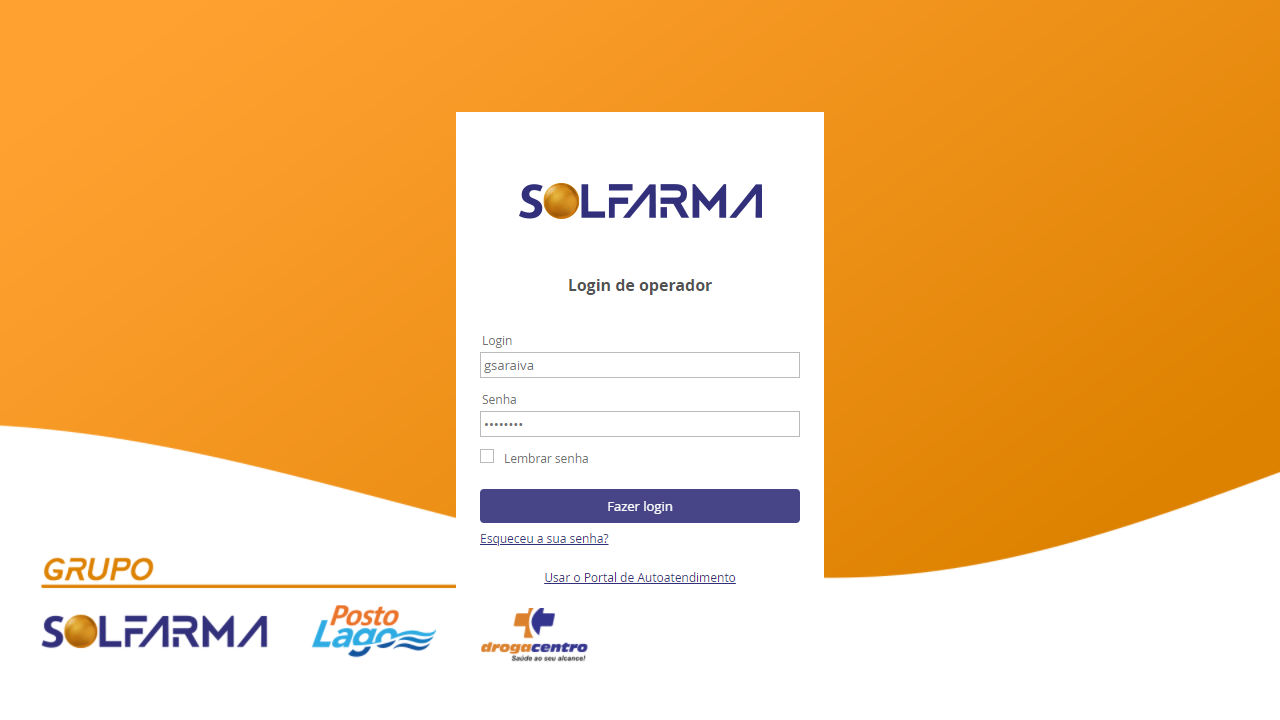 SOLFARMA
Login de operador
Login
gsaraiva
Senha
••••••••
Lembrar senha
Fazer login
Esqueceu a sua senha?
Usar o Portal de Autoatendimento
GRUPO
SOLFARMA
Posto
Lago
drogacentro
Saúde ao seu alcance!